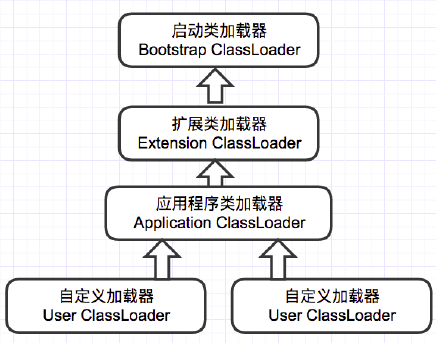 启动类加载器
Bootstrap ClassLoader
扩展类加载器
Extension ClassLoader
应用程序类加载器
Application ClassLoader
自定义加载器
User ClassLoader
自定义加载器
User ClassLoader